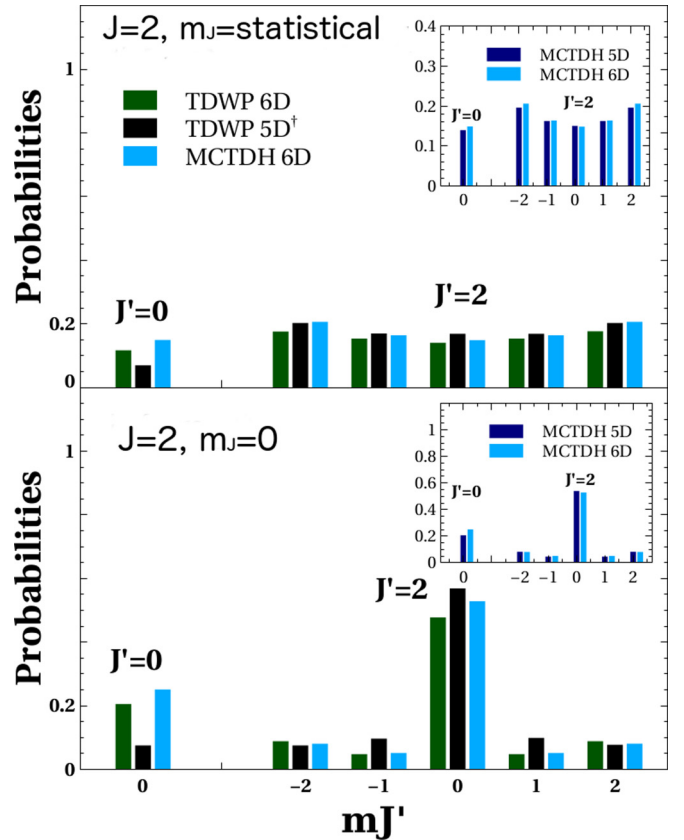 J=2, mJ=statistical
TDWP 6D
TDWP 5D†
MCTDH 6D
MCTDH 5D
MCTDH 6D
0.4
0.3
0.2
0.1
0
J'=0
J'=2
0
−2
−1
0
1
2
Probabilities
1
0.2
0
J'=0
J'=2
J=2, mJ=0
MCTDH 5D
MCTDH 6D
1
0.8
0.6
0.4
0.2
0
J'=0
J'=2
0
−2
−1
0
1
2
Probabilities
1
0.2
0
J'=0
J'=2
0
−2
−1
0
1
2
mJ'